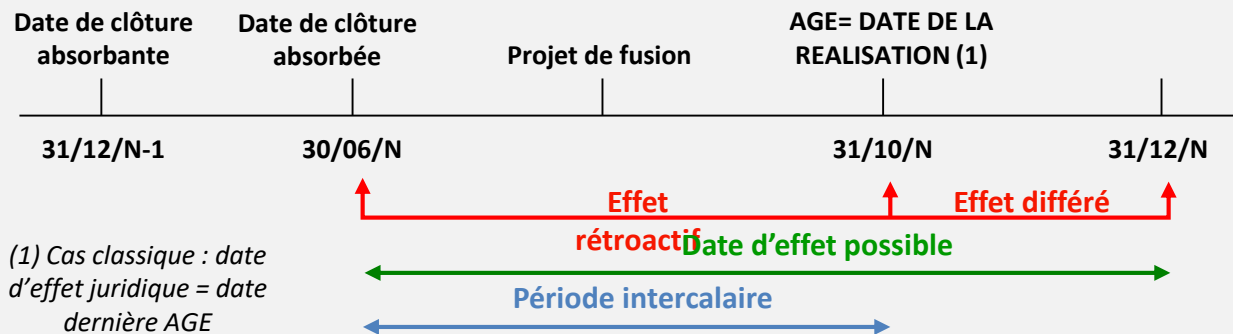 Date de clôture
absorbante
Date de clôture
absorbée
Projet de fusion
AGE= DATE DE LA
REALISATION (1)
31/12/N-1
30/06/N
31/10/N
31/12/N
Effet
rétroactif
Effet différé
Date d’effet possible
Période intercalaire
(1) Cas classique : date
d’effet juridique = date
dernière AGE